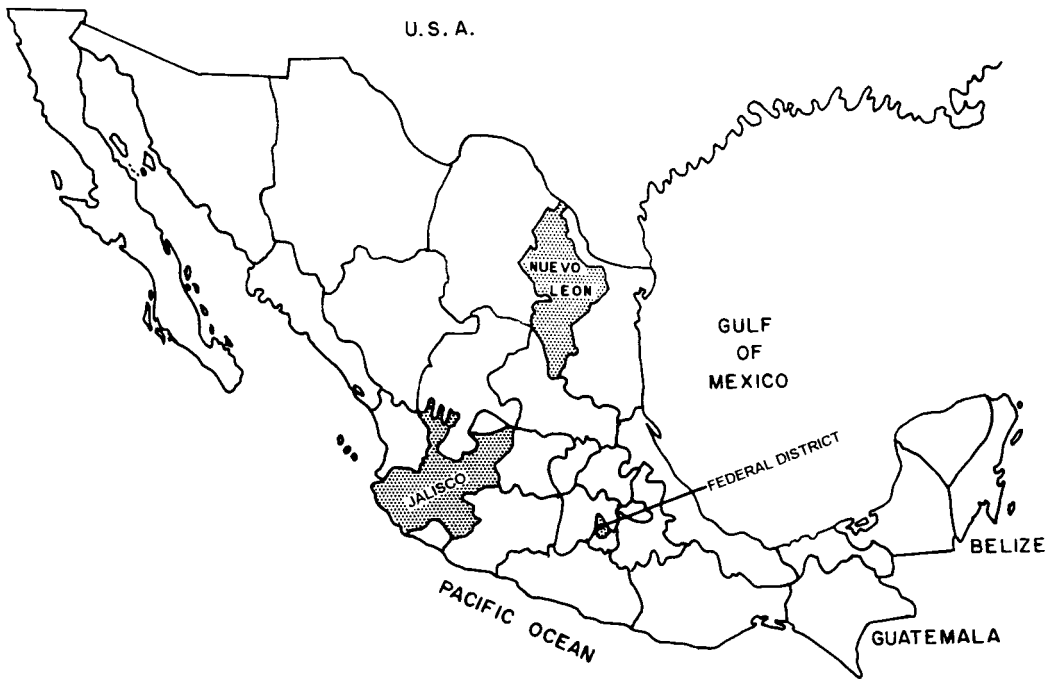 U.S.A.
NUEVO
LEON
GULF
OF
MEXICO
FEDERAL DISTRICT
JALISCO
BELIZE
PACIFIC OCEAN
GUATEMALA